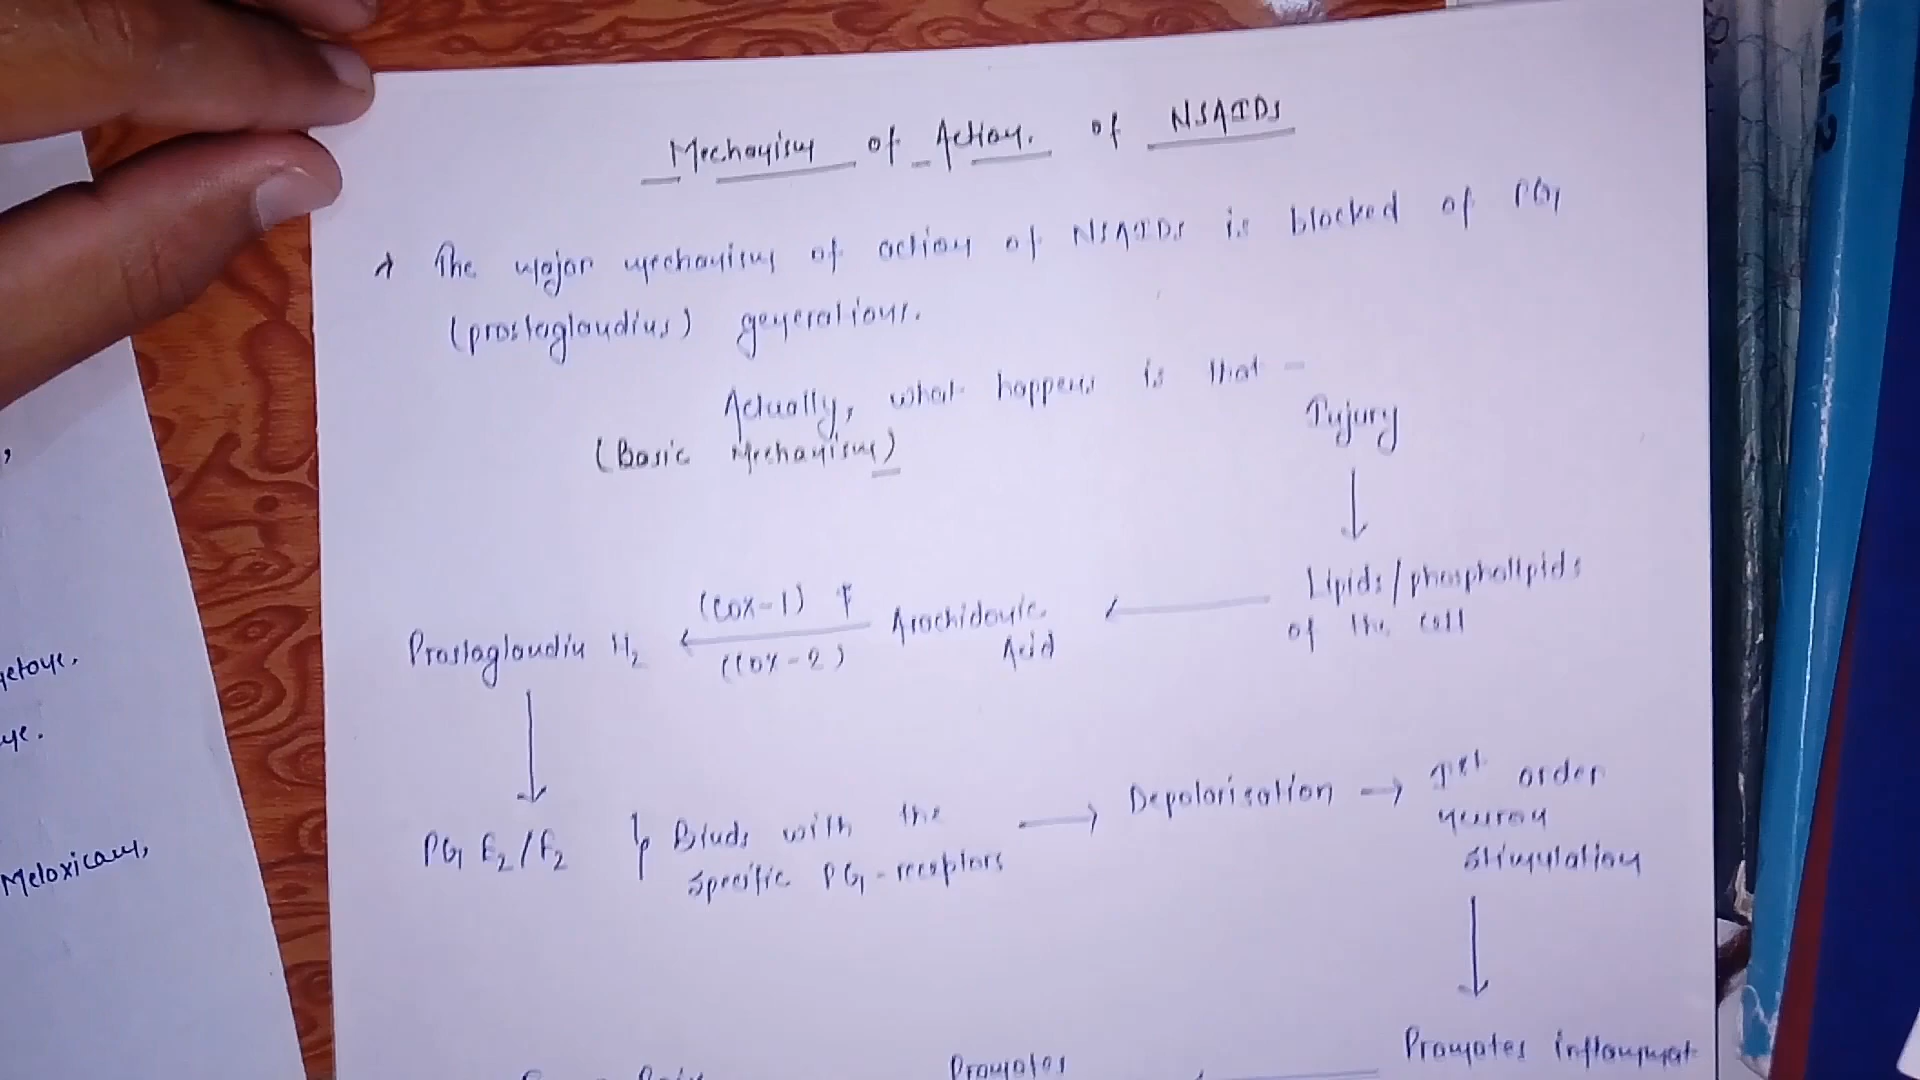 Mechanism of Action. of NSAIDs
The major mechanism of action of NSAIDs is blocked of PG
(prostaglandins) generations.
Actually, what happens is that -
(Basic Mechanism)
Injury
Lipids/phospholipids
of the cell
Arachidonic
Acid
(COX-1)
(COX-2)
Prostaglandin H2
PG E2/F2
Binds with the
specific PG-receptors
Depolarisation
1st order
neuron
stimulation
Promotes inflammat
Promotes
,
ye.
Meloxicam,
TEM-2